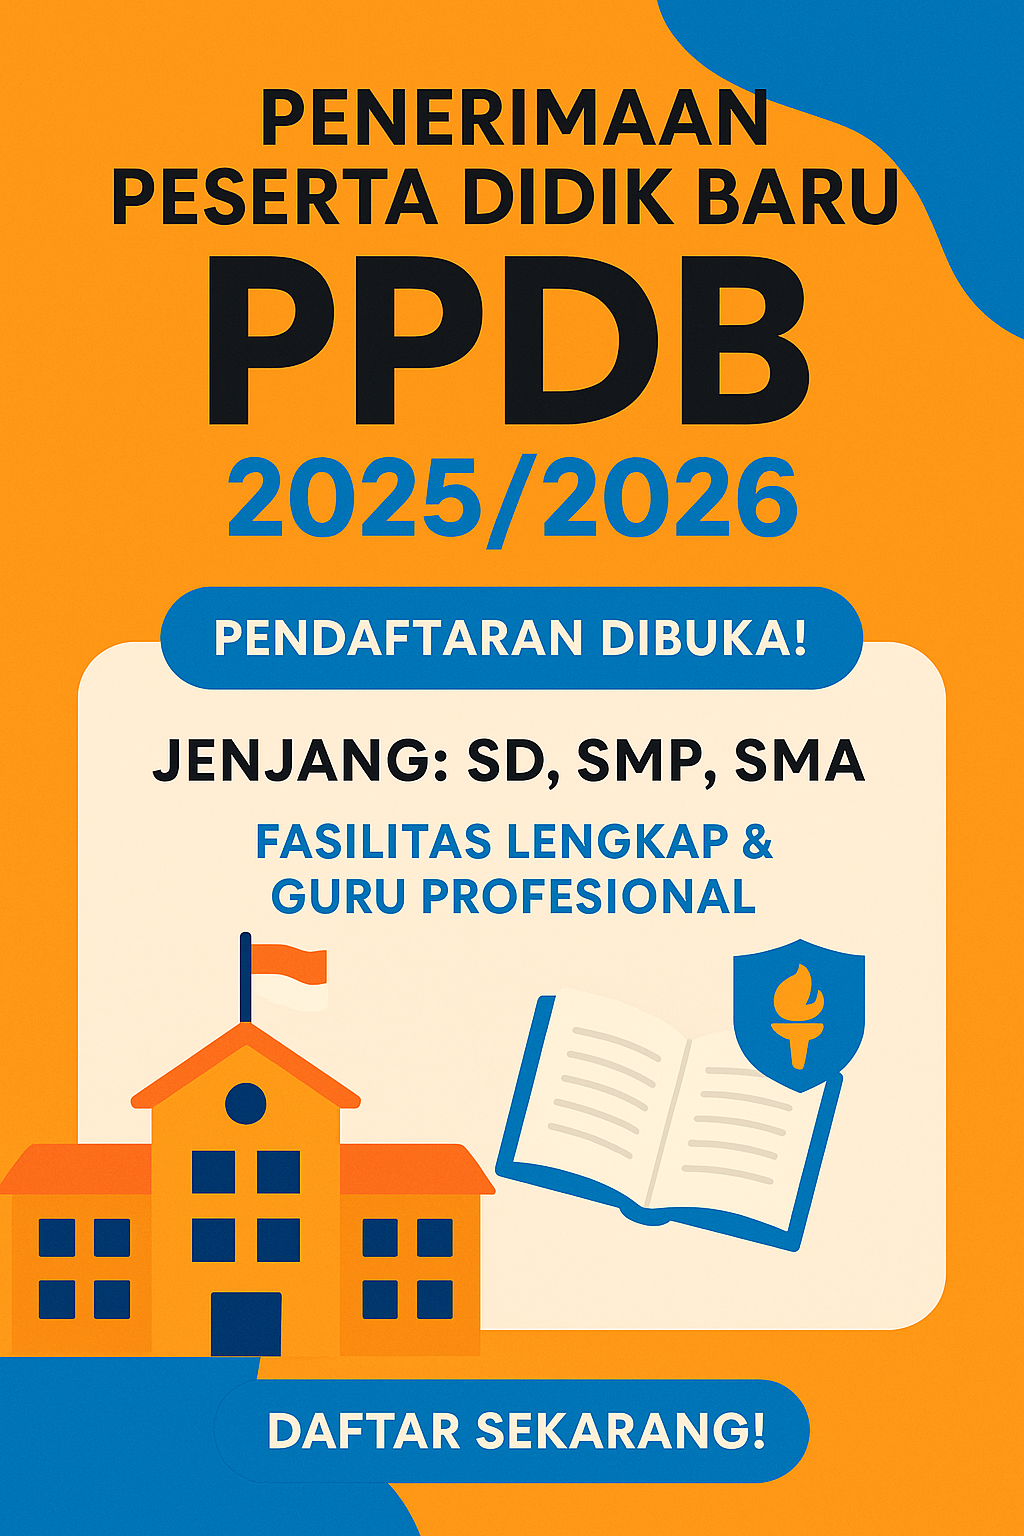 PENERIMAAN
PESERTA DIDIK BARU
PPDB
2025/2026
PENDAFTARAN DIBUKA!
JENJANG: SD, SMP, SMA
FASILITAS LENGKAP &
GURU PROFESIONAL
DAFTAR SEKARANG!